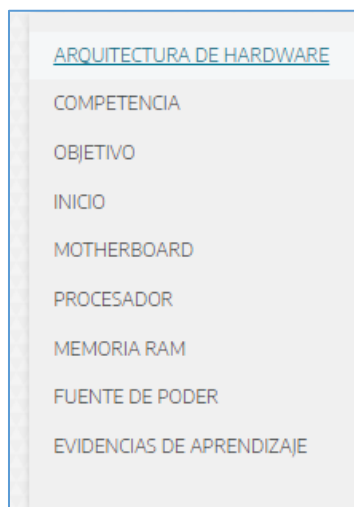 ARQUITECTURA DE HARDWARE
COMPETENCIA
OBJETIVO
INICIO
MOTHERBOARD
PROCESADOR
MEMORIA RAM
FUENTE DE PODER
EVIDENCIAS DE APRENDIZAJE